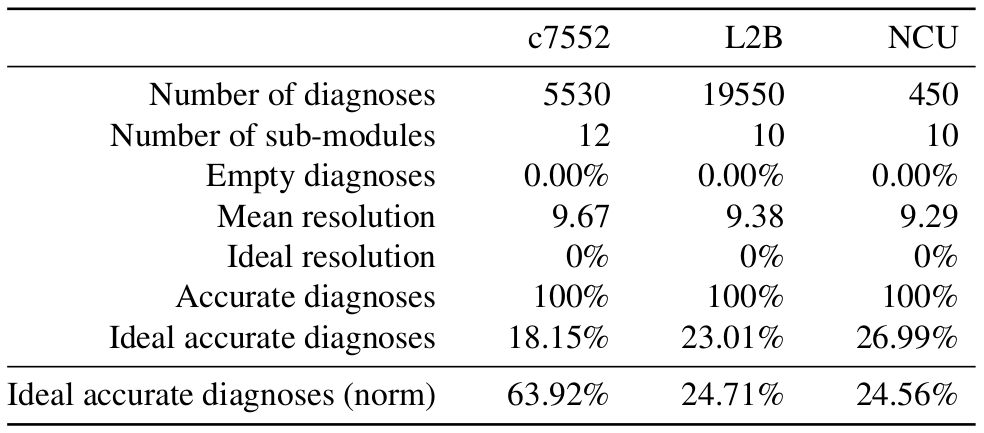 c7552 L2B NCU
Number of diagnoses 5530 19550 450
Number of sub-modules 12 10 10
Empty diagnoses 0.00% 0.00% 0.00%
Mean resolution 9.67 9.38 9.29
Ideal resolution 0% 0% 0%
Accurate diagnoses 100% 100% 100%
Ideal accurate diagnoses 18.15% 23.01% 26.99%
Ideal accurate diagnoses (norm) 63.92% 24.71% 24.56%